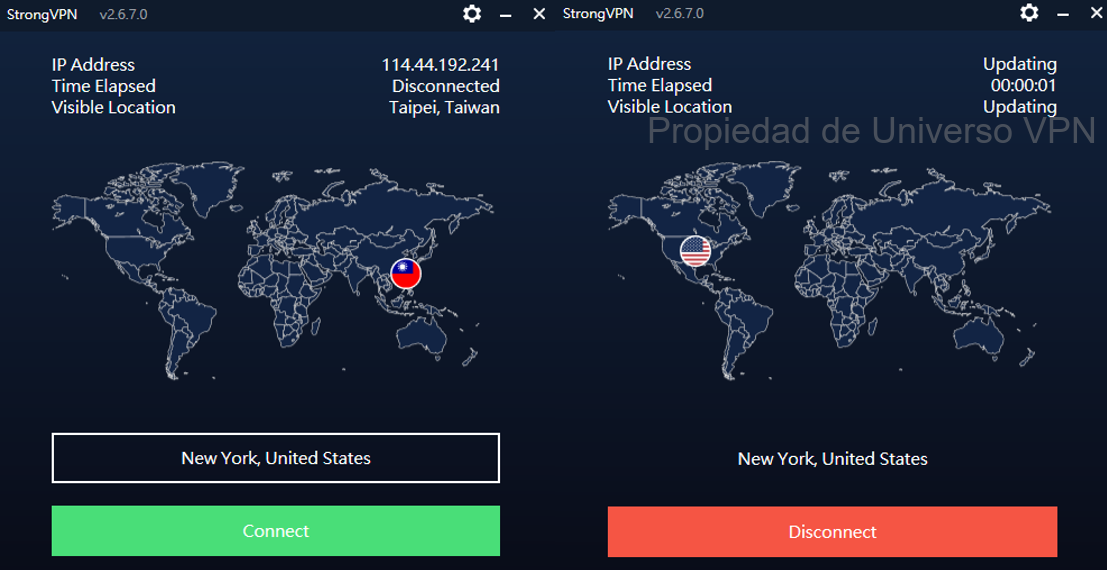 StrongVPN v2.6.7.0
IP Address 114.44.192.241
Time Elapsed Disconnected
Visible Location Taipei, Taiwan
New York, United States
Connect
StrongVPN v2.6.7.0
IP Address Updating
Time Elapsed 00:00:01
Visible Location Updating
Propiedad de Universo VPN
New York, United States
Disconnect